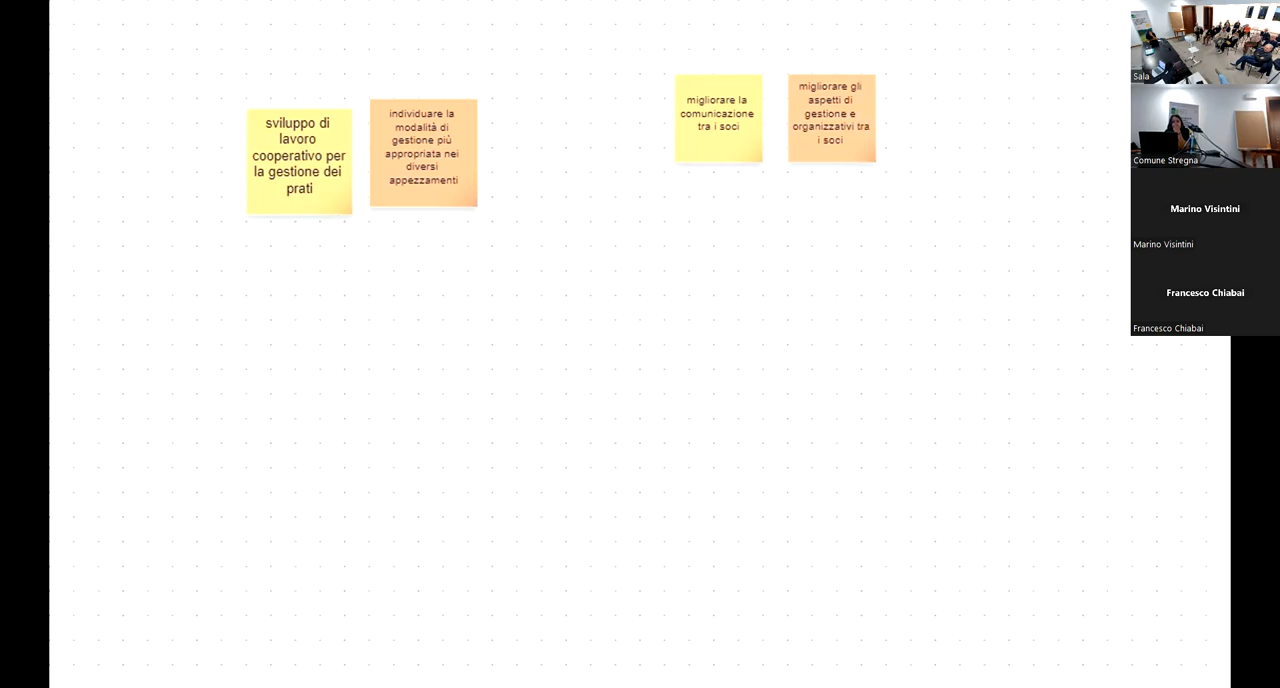 sviluppo di
lavoro
cooperativo per
la gestione dei
prati
individuare la
modalità di
gestione più
appropriata nei
diversi
appezzamenti
migliorare la
comunicazione
tra i soci
migliorare gli
aspetti di
gestione e
organizzativi tra
i soci
Sala
Comune Stregna
Marino Visintini
Marino Visintini
Francesco Chiabai
Francesco Chiabai